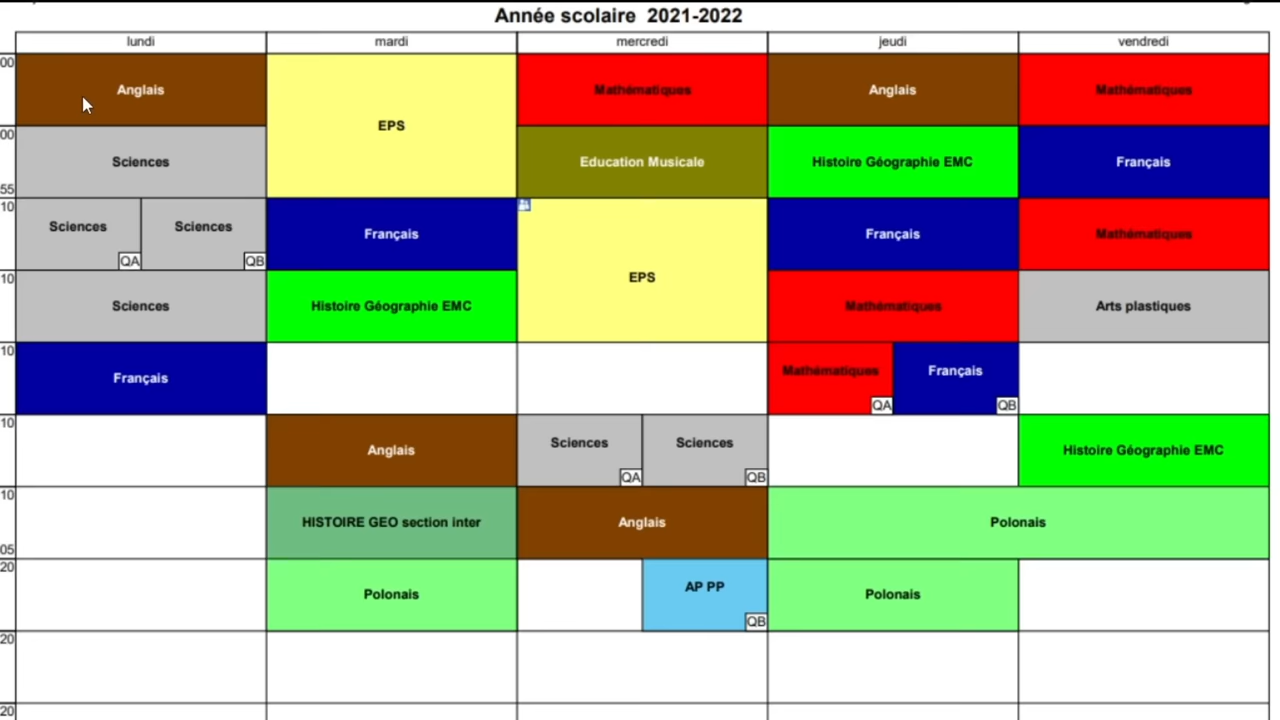 Année scolaire 2021-2022
lundi mardi mercredi jeudi vendredi
00
Anglais
EPS
Mathématiques
Anglais
Mathématiques
00
Sciences
Education Musicale
Histoire Géographie EMC
Français
55
10
Sciences
QA
Sciences
QB
Français
EPS
Français
Mathématiques
10
Sciences
Histoire Géographie EMC
Mathématiques
Arts plastiques
10
Français
Mathématiques
QA
Français
QB
10
Anglais
Sciences
QA
Sciences
QB
Histoire Géographie EMC
10
HISTOIRE GEO section inter
Anglais
Polonais
05
20
Polonais
AP PP
QB
Polonais
20
20